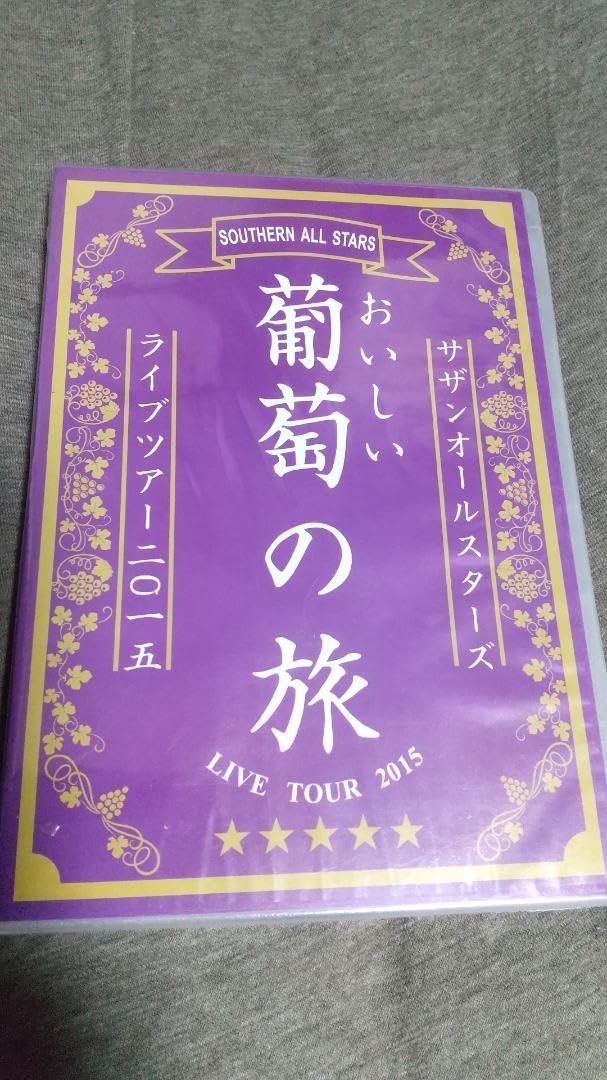 SOUTHERN ALL STARS
サザンオールスターズ
おいしい
葡萄の旅
ライブツアー二〇一五
LIVE TOUR 2015